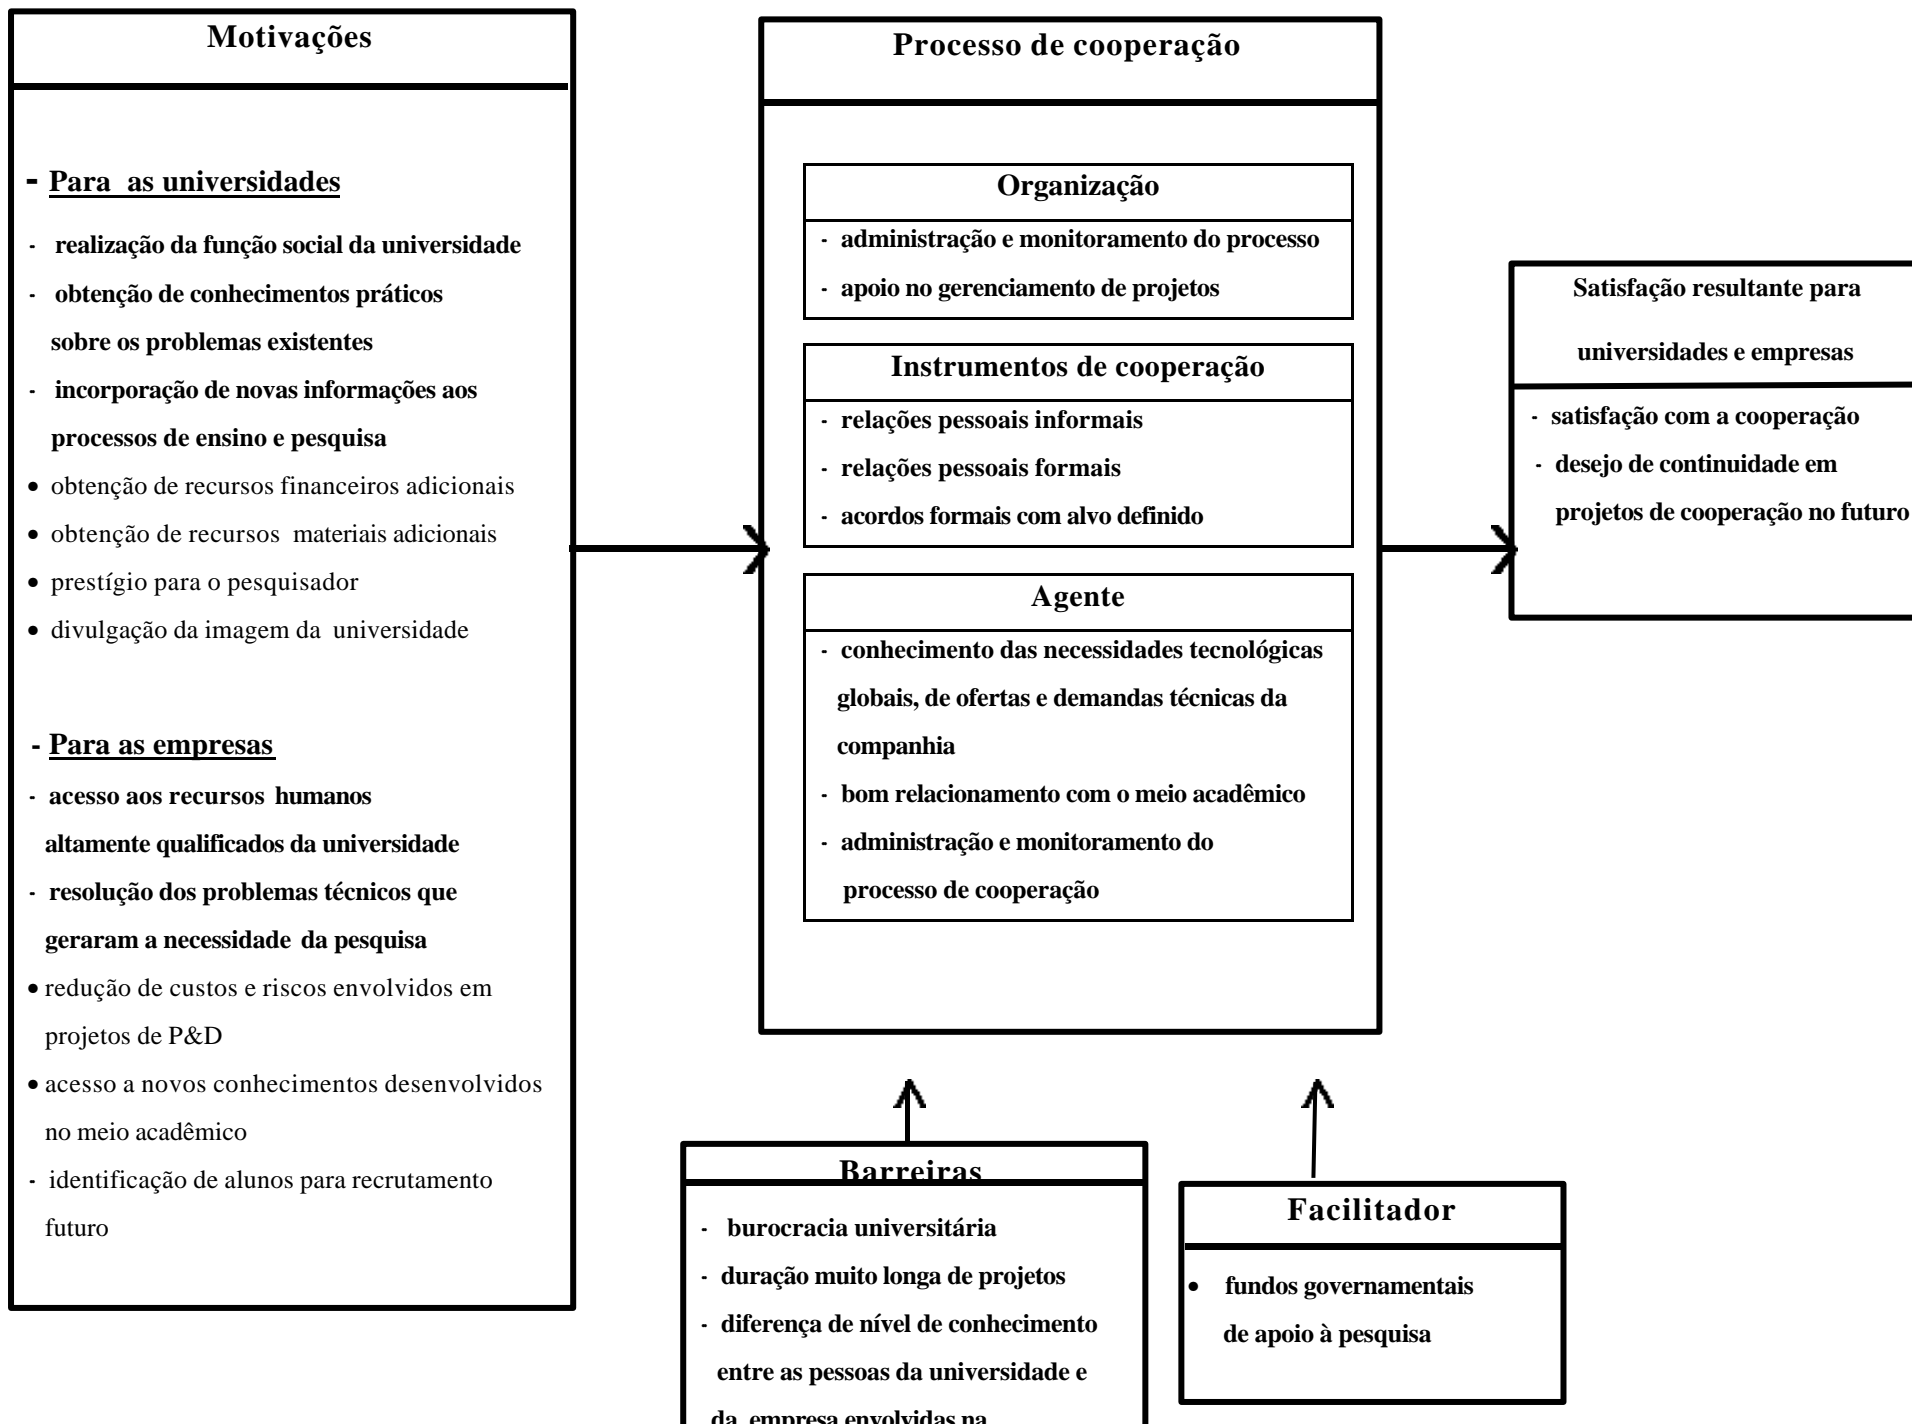 Motivações
- Para as universidades
- realização da função social da universidade
- obtenção de conhecimentos práticos
sobre os problemas existentes
- incorporação de novas informações aos
processos de ensino e pesquisa
• obtenção de recursos financeiros adicionais
• obtenção de recursos materiais adicionais
• prestígio para o pesquisador
• divulgação da imagem da universidade
- Para as empresas
- acesso aos recursos humanos
altamente qualificados da universidade
- resolução dos problemas técnicos que
geraram a necessidade da pesquisa
• redução de custos e riscos envolvidos em
projetos de P&D
• acesso a novos conhecimentos desenvolvidos
no meio acadêmico
- identificação de alunos para recrutamento
futuro
Processo de cooperação
Organização
- administração e monitoramento do processo
- apoio no gerenciamento de projetos
Instrumentos de cooperação
- relações pessoais informais
- relações pessoais formais
- acordos formais com alvo definido
Agente
- conhecimento das necessidades tecnológicas
globais, de ofertas e demandas técnicas da
companhia
- bom relacionamento com o meio acadêmico
- administração e monitoramento do
processo de cooperação
Satisfação resultante para
universidades e empresas
- satisfação com a cooperação
- desejo de continuidade em
projetos de cooperação no futuro
Barreiras
- burocracia universitária
- duração muito longa de projetos
- diferença de nível de conhecimento
entre as pessoas da universidade e
da empresa envolvidas na
Facilitador
• fundos governamentais
de apoio à pesquisa